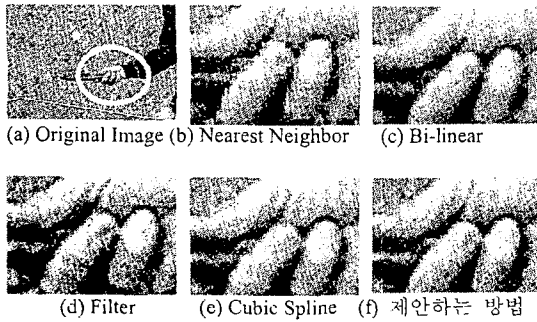 (a) Original Image (b) Nearest Neighbor (c) Bi-linear
(d) Filter (e) Cubic Spline (f) 제안하는 방법